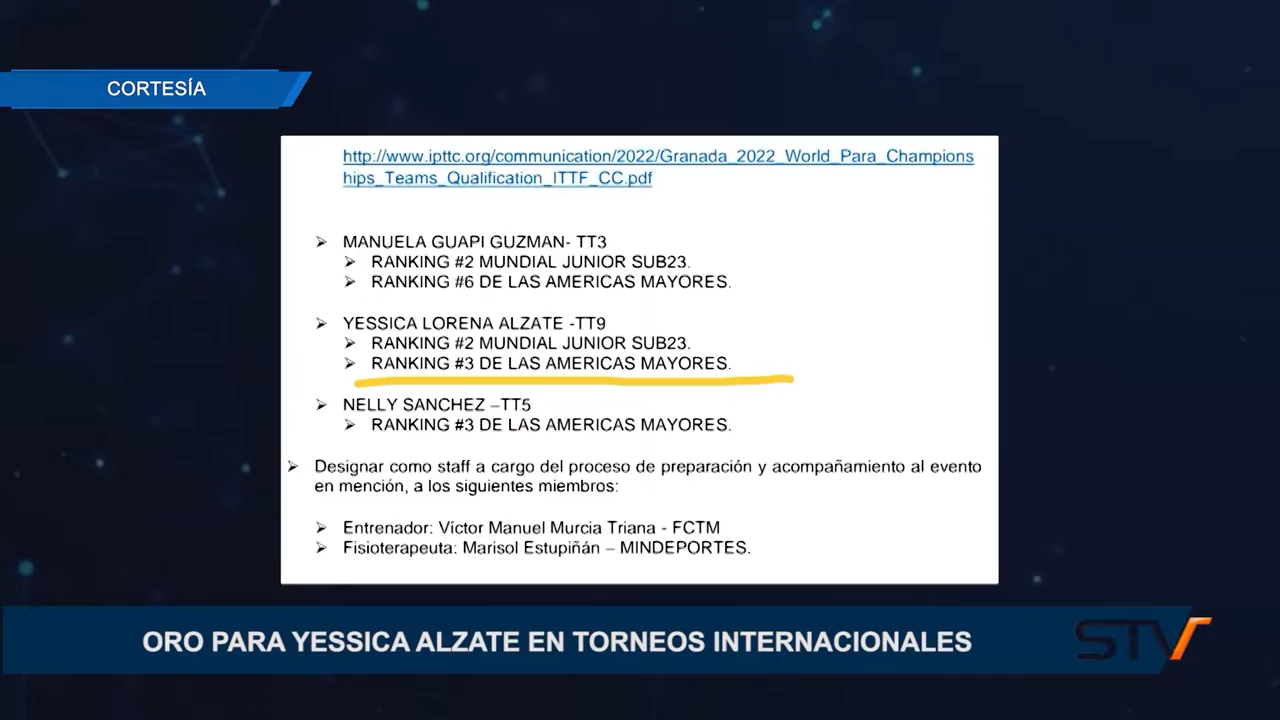 CORTESÍA
http://www.ipttc.org/communication/2022/Granada_2022_World_Para_Champions
hips_Teams_Qualification_ITTF_CC.pdf
➢ MANUELA GUAPI GUZMAN- TT3
➢ RANKING #2 MUNDIAL JUNIOR SUB23.
➢ RANKING #6 DE LAS AMERICAS MAYORES.
➢ YESSICA LORENA ALZATE -TT9
➢ RANKING #2 MUNDIAL JUNIOR SUB23.
➢ RANKING #3 DE LAS AMERICAS MAYORES.
➢ NELLY SANCHEZ –TT5
➢ RANKING #3 DE LAS AMERICAS MAYORES.
➢ Designar como staff a cargo del proceso de preparación y acompañamiento al evento
en mención, a los siguientes miembros:
➢ Entrenador: Víctor Manuel Murcia Triana - FCTM
➢ Fisioterapeuta: Marisol Estupiñán – MINDEPORTES.
ORO PARA YESSICA ALZATE EN TORNEOS INTERNACIONALES
STV